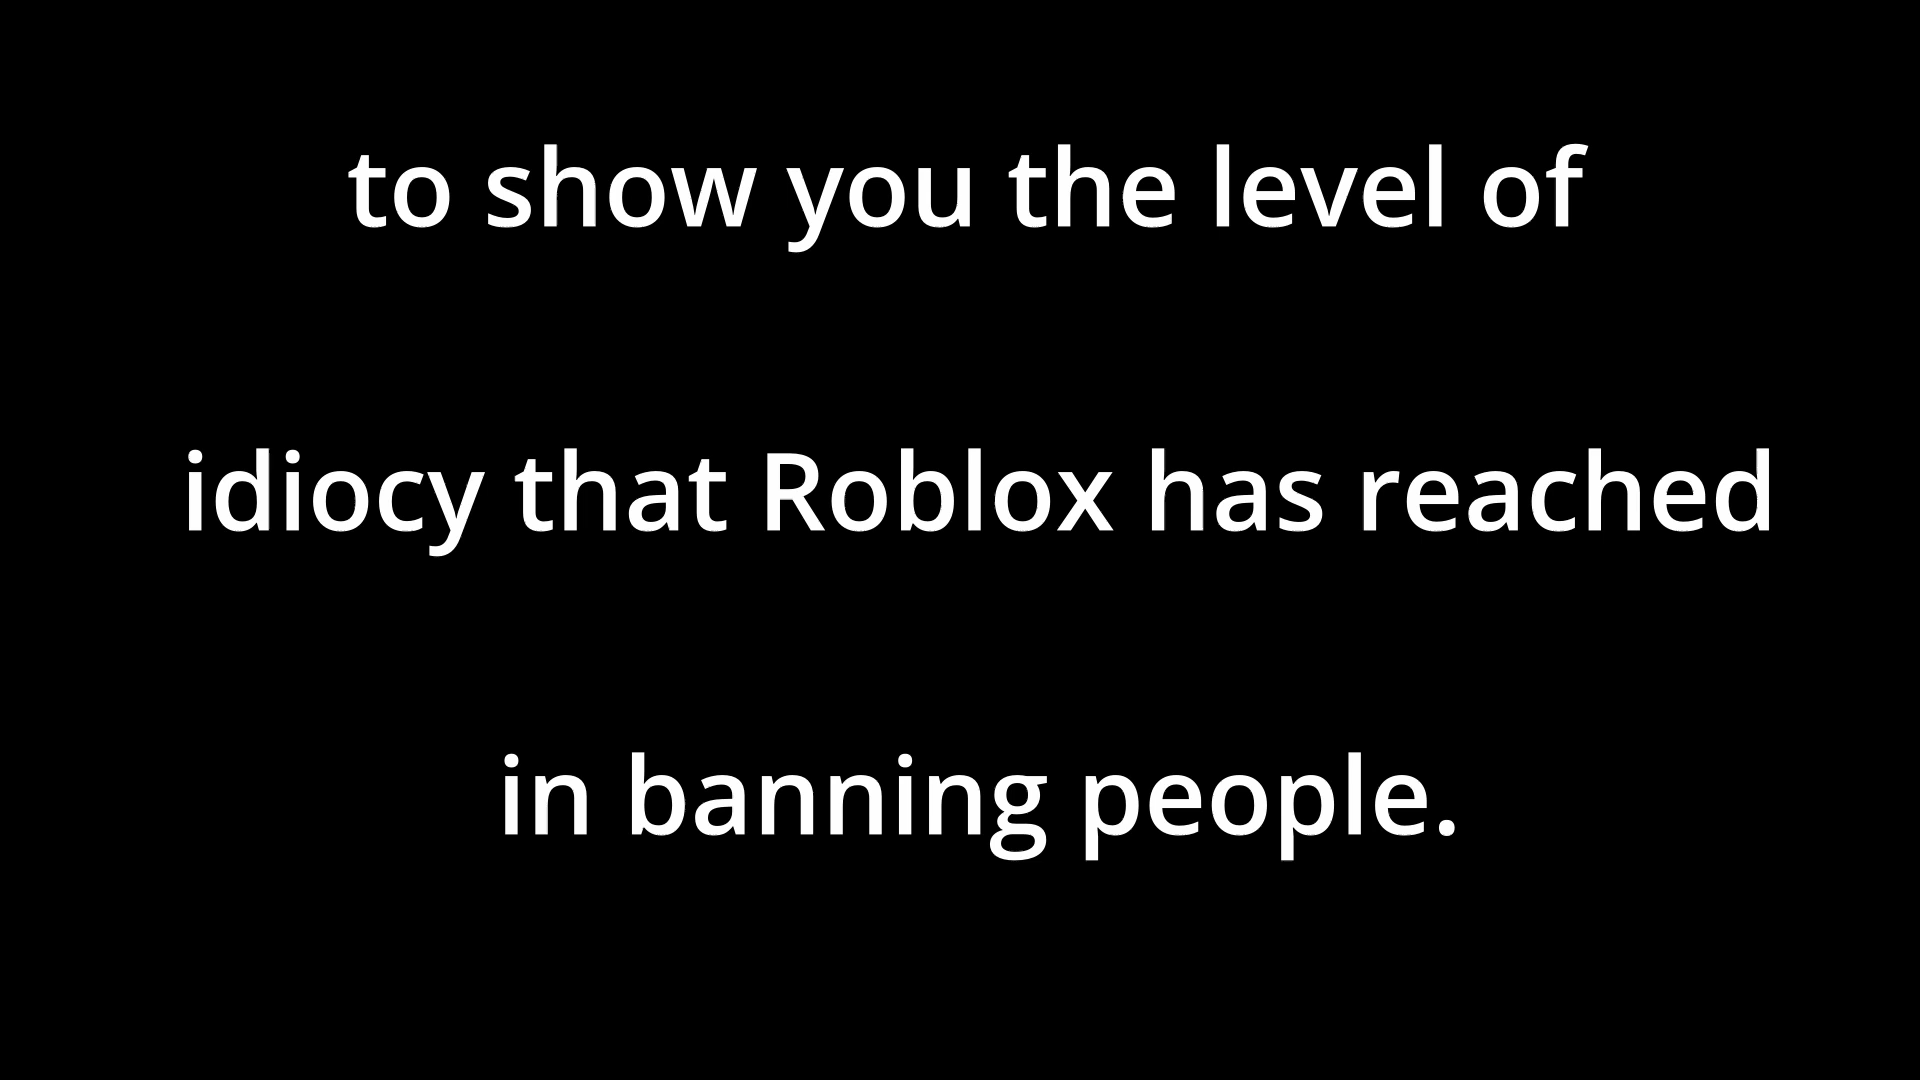 to show you the level of
idiocy that Roblox has reached
in banning people.